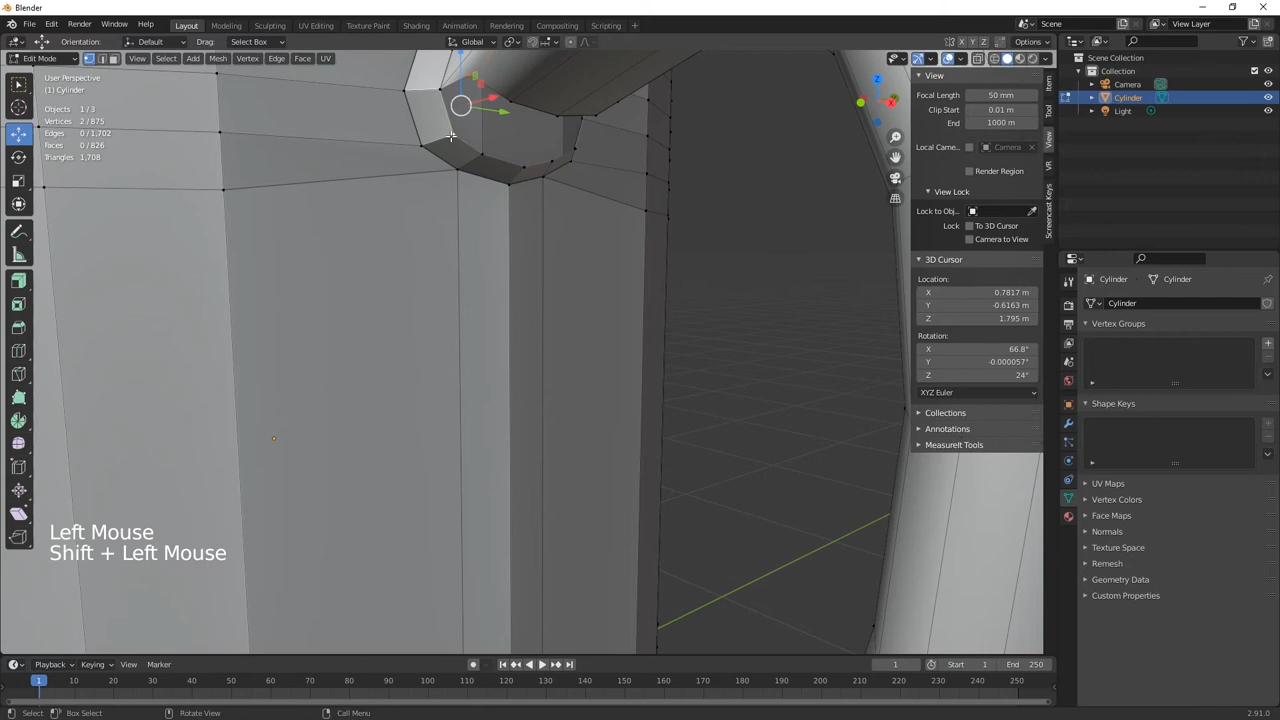 Blender
File Edit Render Window Help Layout Modeling Sculpting UV Editing Texture Paint Shading Animation Rendering Compositing Scripting + Scene View Layer
Orientation: Default Drag: Select Box Global X Y Z Options
Edit Mode View Select Add Mesh Vertex Edge Face UV
User Perspective
(1) Cylinder
Objects 1 / 3
Vertices 2 / 875
Edges 0 / 1,702
Faces 0 / 826
Triangles 1,708
Left Mouse
Shift + Left Mouse
View
Focal Length 50 mm
Clip Start 0.01 m
End 1000 m
Local Came... Camera
Render Region
View Lock
Lock to Obj...
Lock To 3D Cursor
Camera to View
3D Cursor
Location:
X 0.7817 m
Y -0.6163 m
Z 1.795 m
Rotation:
X 66.8°
Y -0.000057°
Z 24°
XYZ Euler
Collections
Annotations
MeasureIt Tools
Item
Tool
View
VR
Screencast Keys
Scene Collection
Collection
Camera
Cylinder
Light
Cylinder Cylinder
Cylinder
Vertex Groups
Shape Keys
UV Maps
Vertex Colors
Face Maps
Normals
Texture Space
Remesh
Geometry Data
Custom Properties
Playback Keying View Marker 1 Start 1 End 250
1 10 20 30 40 50 60 70 80 90 100 110 120 130 140 150 160 170 180 190 200 210 220 230 240 250
Select Box Select Rotate View Call Menu 2.91.0